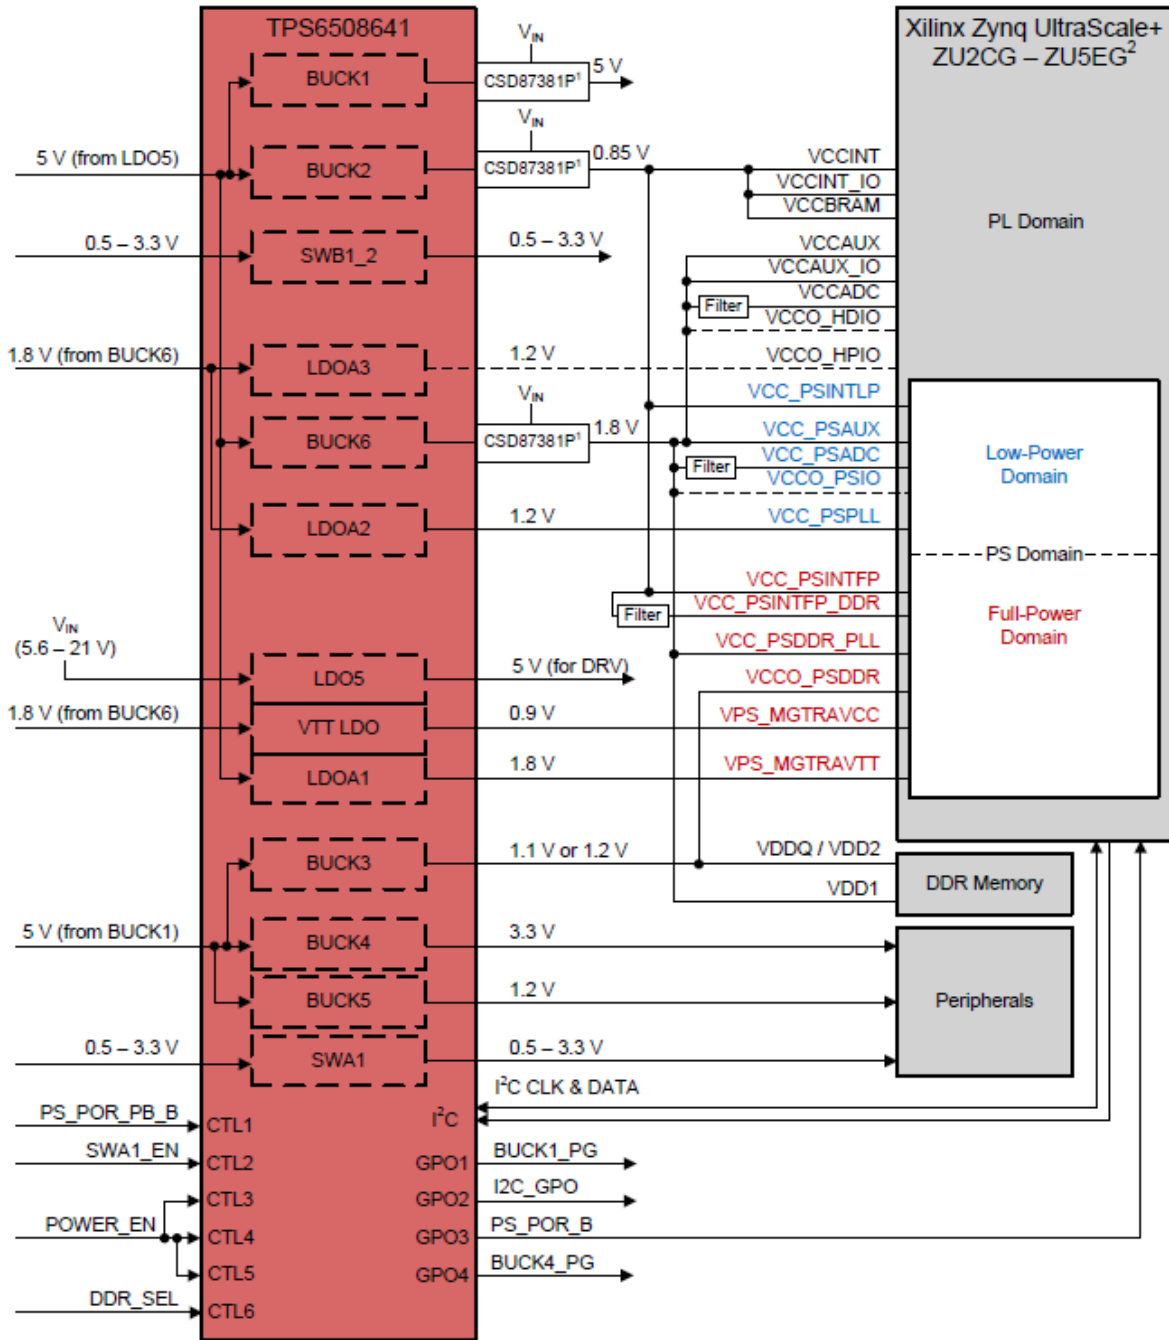 TPS6508641
Xilinx Zynq UltraScale+
ZU2CG – ZU5EG²
V_IN
BUCK1
CSD87381P¹
5 V
V_IN
5 V (from LDO5)
BUCK2
CSD87381P¹
0.85 V
VCCINT
VCCINT_IO
VCCBRAM
PL Domain
0.5 – 3.3 V
SWB1_2
0.5 – 3.3 V
VCCAUX
VCCAUX_IO
Filter
VCCADC
VCCO_HDIO
1.8 V (from BUCK6)
LDOA3
1.2 V
VCCO_HPIO
V_IN
VCC_PSINTLP
BUCK6
CSD87381P¹
1.8 V
VCC_PSAUX
Filter
VCC_PSADC
VCCO_PSIO
Low-Power
Domain
LDOA2
1.2 V
VCC_PSPLL
PS Domain
VCC_PSINTFP
Filter
VCC_PSINTFP_DDR
Full-Power
Domain
V_IN
(5.6 – 21 V)
LDO5
5 V (for DRV)
VCC_PSDDR_PLL
VCCO_PSDDR
1.8 V (from BUCK6)
VTT LDO
0.9 V
VPS_MGTRAVCC
LDOA1
1.8 V
VPS_MGTRAVTT
BUCK3
1.1 V or 1.2 V
VDDQ / VDD2
VDD1
DDR Memory
5 V (from BUCK1)
BUCK4
3.3 V
BUCK5
1.2 V
Peripherals
0.5 – 3.3 V
SWA1
0.5 – 3.3 V
I²C CLK & DATA
PS_POR_PB_B
CTL1
I²C
SWA1_EN
CTL2
GPO1
BUCK1_PG
CTL3
GPO2
I2C_GPO
POWER_EN
CTL4
GPO3
PS_POR_B
CTL5
GPO4
BUCK4_PG
DDR_SEL
CTL6